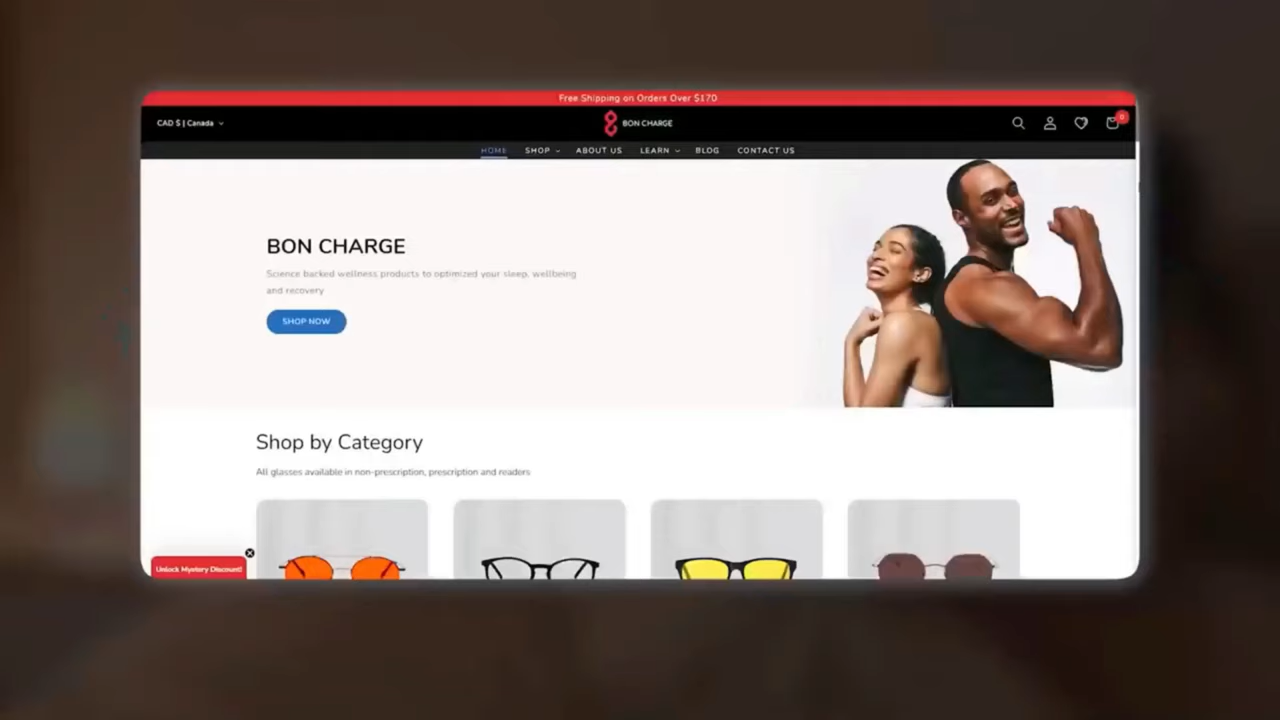 Free Shipping on Orders Over $170
CAD $ | Canada
BON CHARGE
0
HOME
SHOP
ABOUT US
LEARN
BLOG
CONTACT US
BON CHARGE
Science backed wellness products to optimized your sleep, wellbeing
and recovery
SHOP NOW
Shop by Category
All glasses available in non-prescription, prescription and readers
Unlock Mystery Discount!